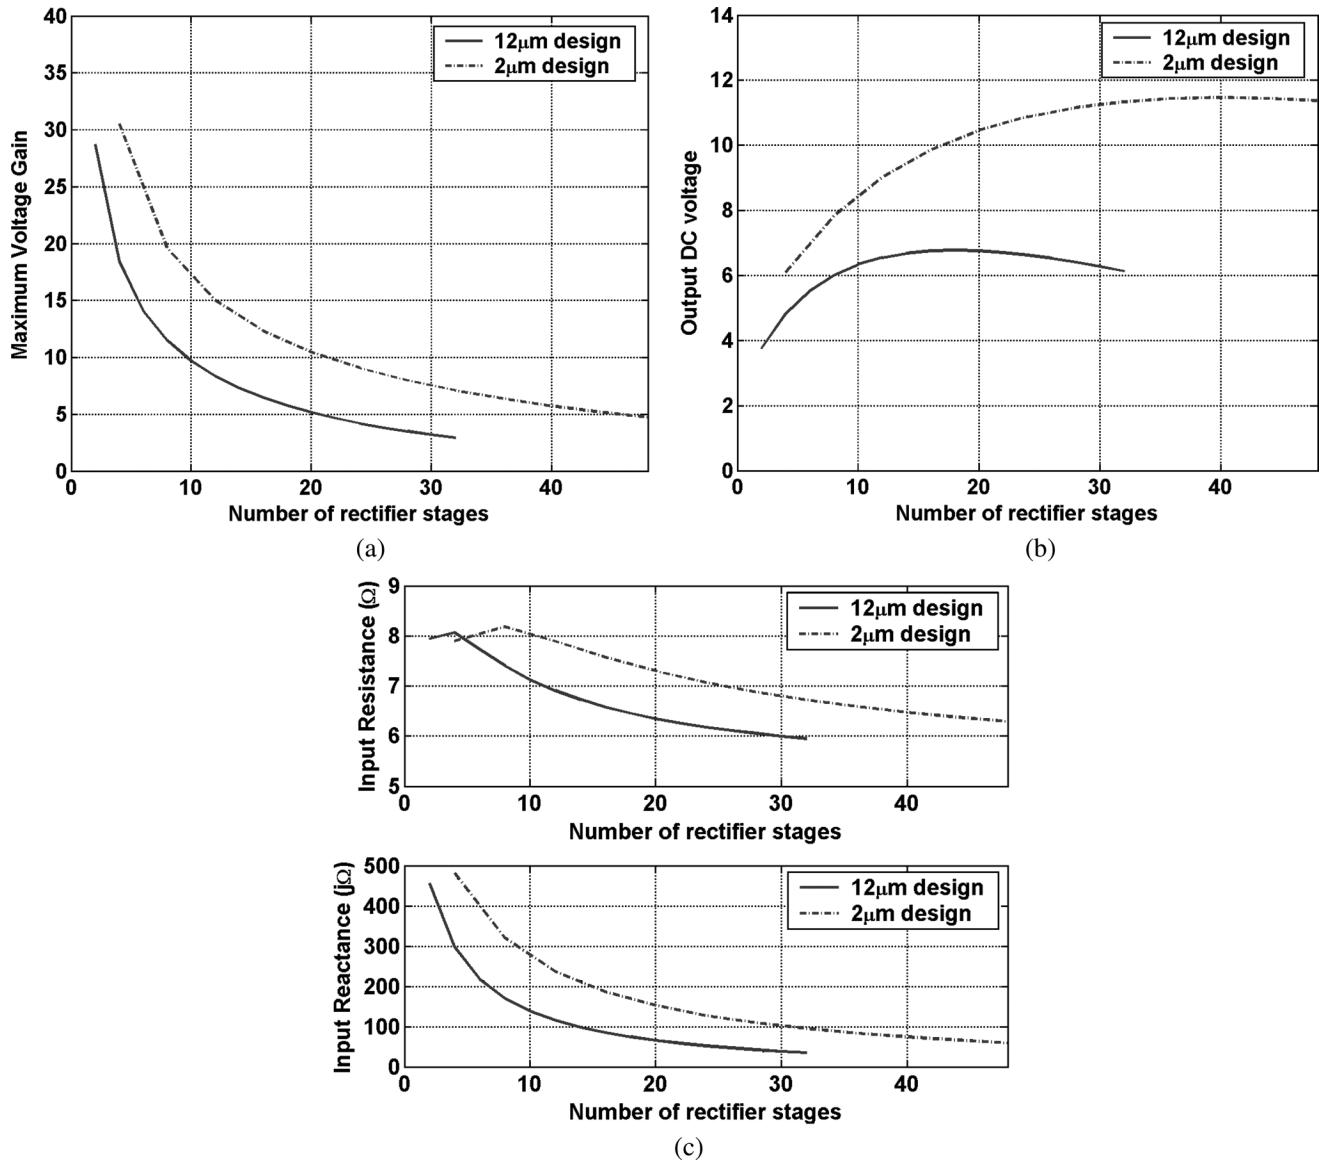 40
35
30
25
20
15
10
5
0
Maximum Voltage Gain
12μm design
2μm design
0 10 20 30 40
Number of rectifier stages
(a)
14
12
10
8
6
4
2
0
Output DC voltage
12μm design
2μm design
0 10 20 30 40
Number of rectifier stages
(b)
9
8
7
6
5
Input Resistance (Ω)
12μm design
2μm design
0 10 20 30 40
Number of rectifier stages
500
400
300
200
100
0
Input Reactance (jΩ)
12μm design
2μm design
0 10 20 30 40
Number of rectifier stages
(c)